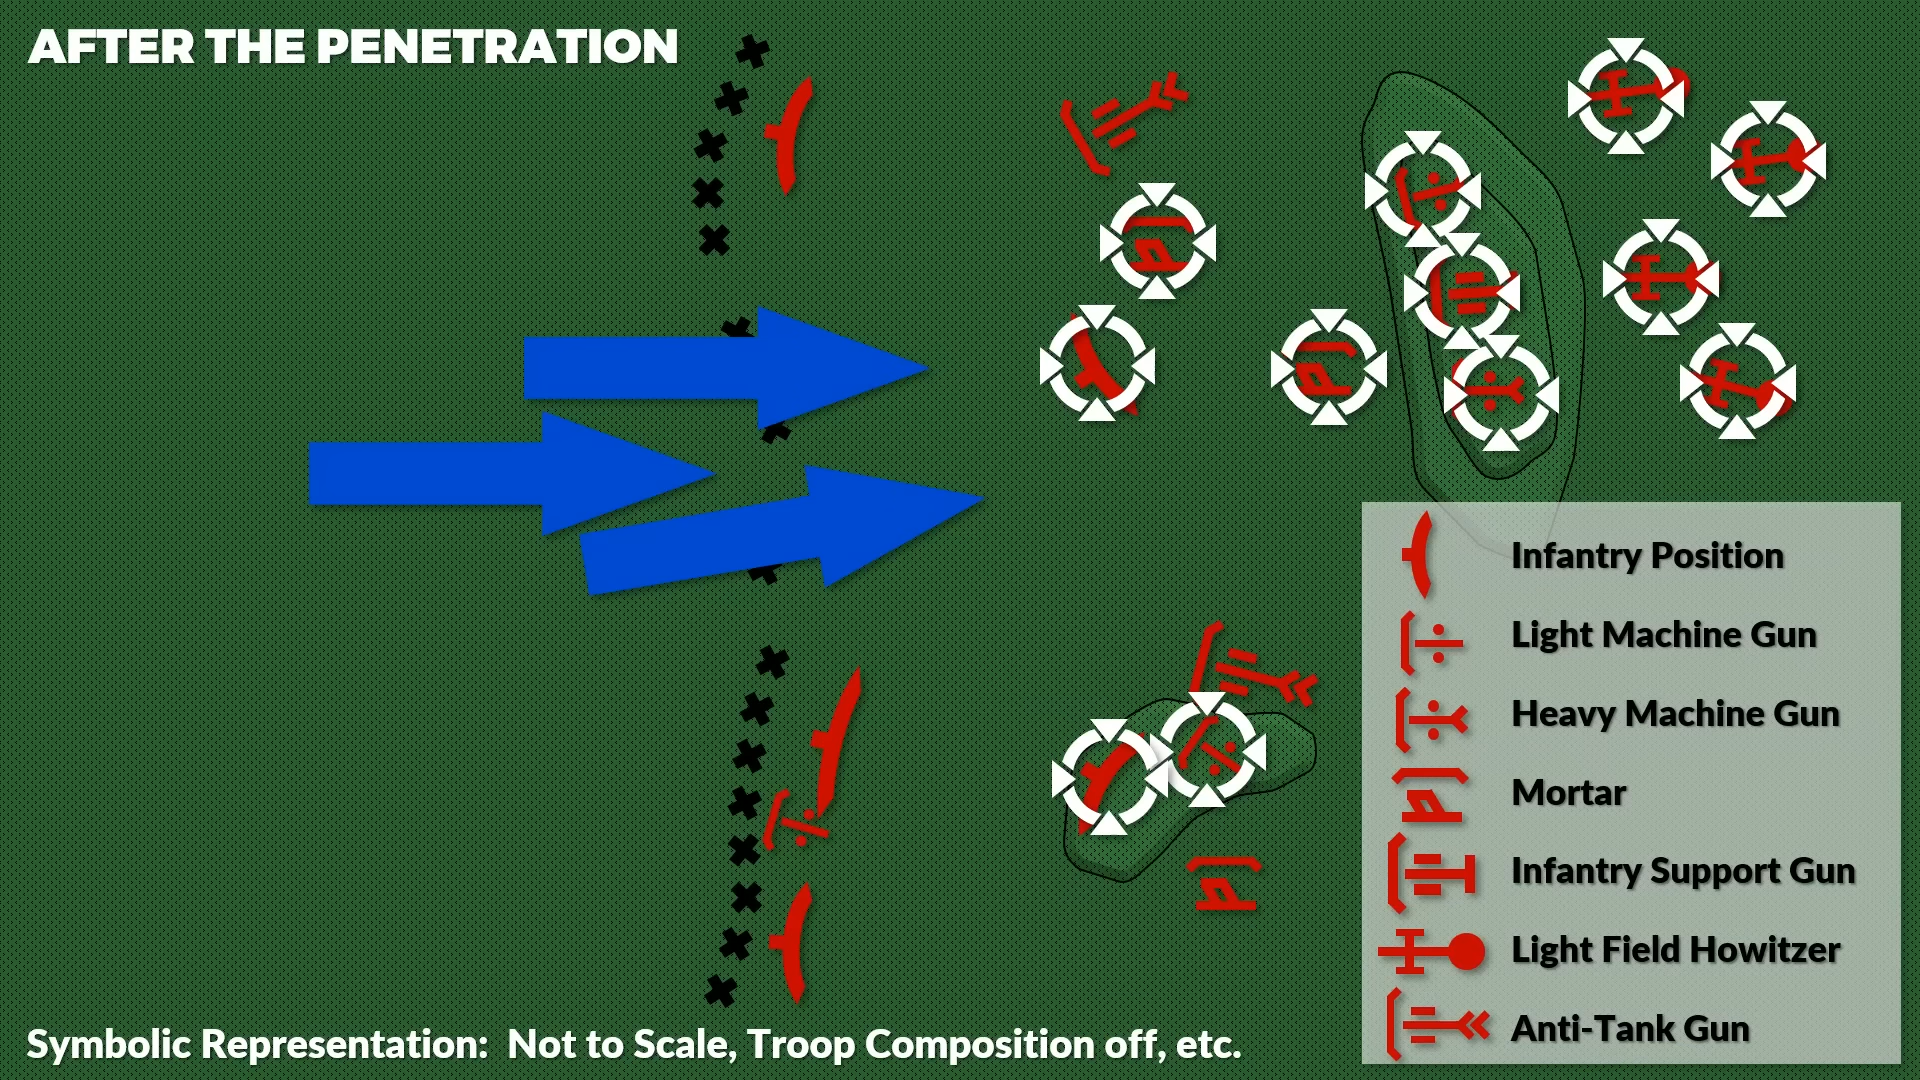 AFTER THE PENETRATION
Infantry Position
Light Machine Gun
Heavy Machine Gun
Mortar
Infantry Support Gun
Light Field Howitzer
Anti-Tank Gun
Symbolic Representation:  Not to Scale, Troop Composition off, etc.